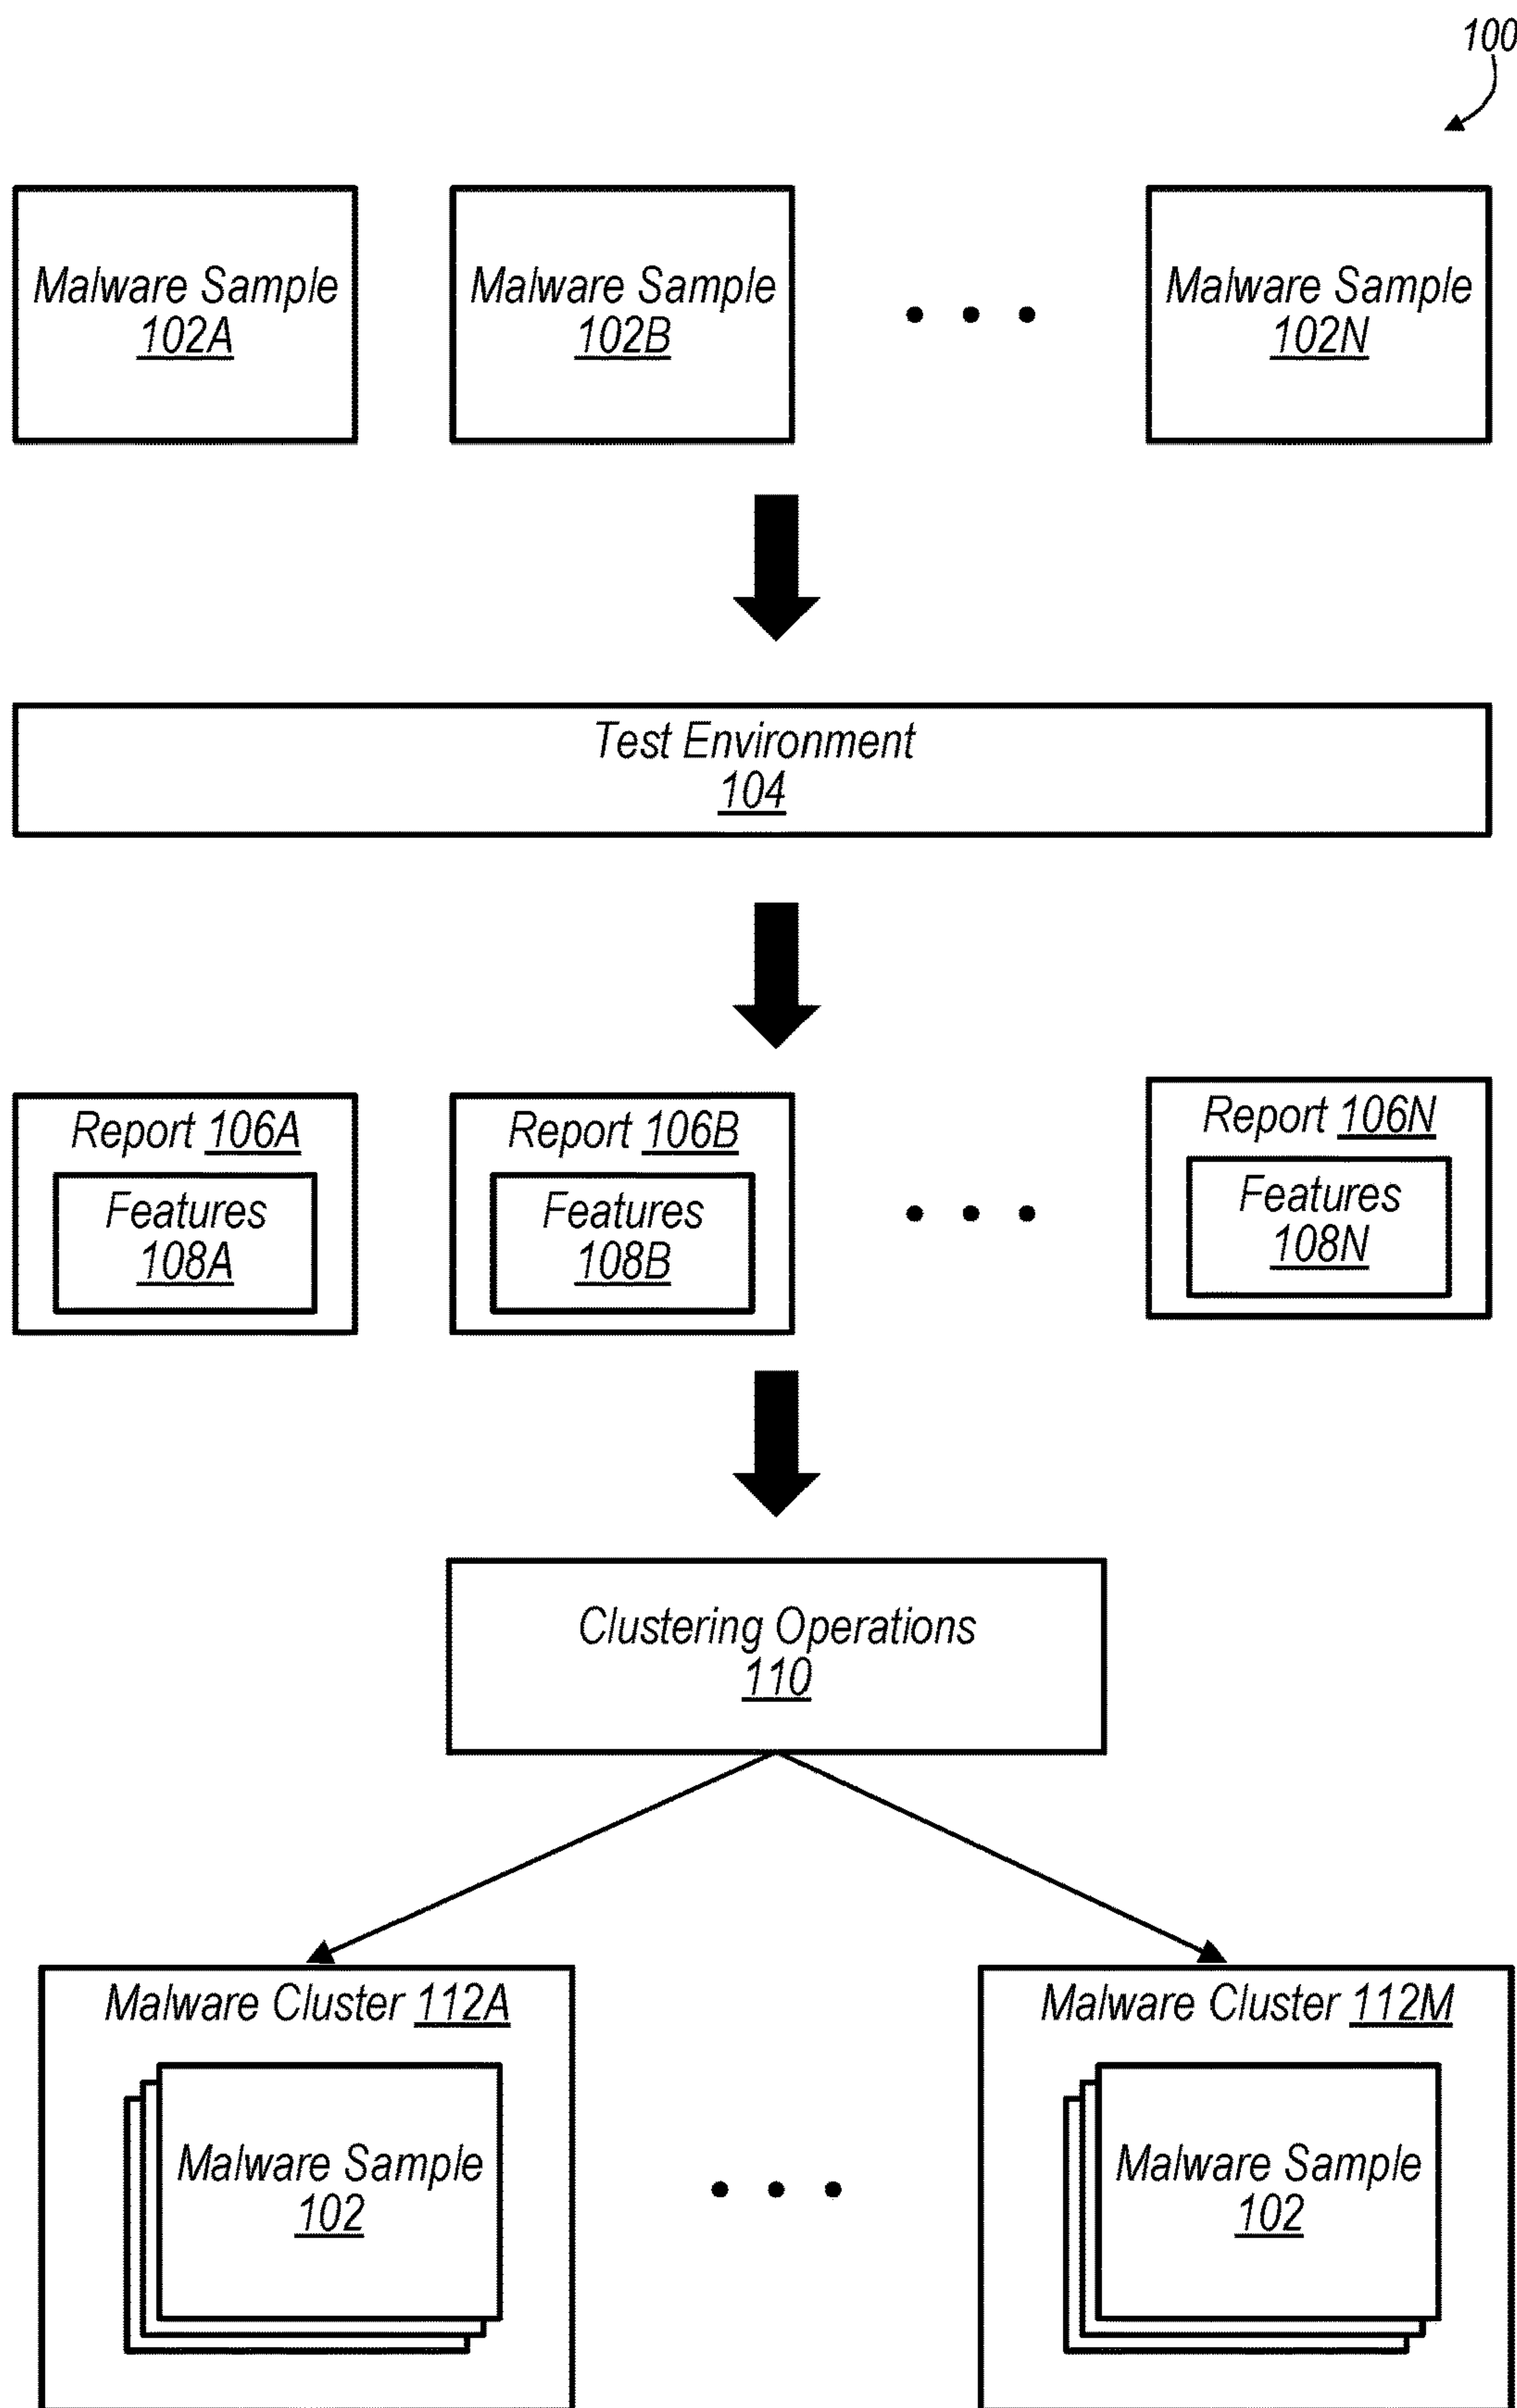 100
Malware Sample
102A
Malware Sample
102B
Malware Sample
102N
Test Environment
104
Report 106A
Features
108A
Report 106B
Features
108B
Report 106N
Features
108N
Clustering Operations
110
Malware Cluster 112A
Malware Sample
102
Malware Cluster 112M
Malware Sample
102